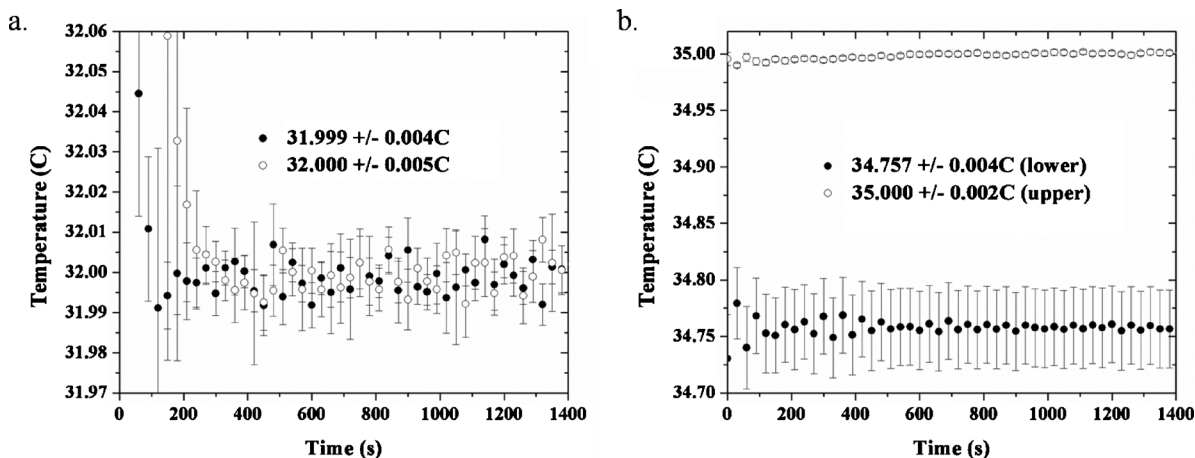 a.
32.06
32.05
32.04
32.03
32.02
32.01
32.00
31.99
31.98
31.97
Temperature (C)
31.999 +/- 0.004C
32.000 +/- 0.005C
0 200 400 600 800 1000 1200 1400
Time (s)
b.
35.00
34.95
34.90
34.85
34.80
34.75
34.70
Temperature (C)
34.757 +/- 0.004C (lower)
35.000 +/- 0.002C (upper)
0 200 400 600 800 1000 1200 1400
Time (s)